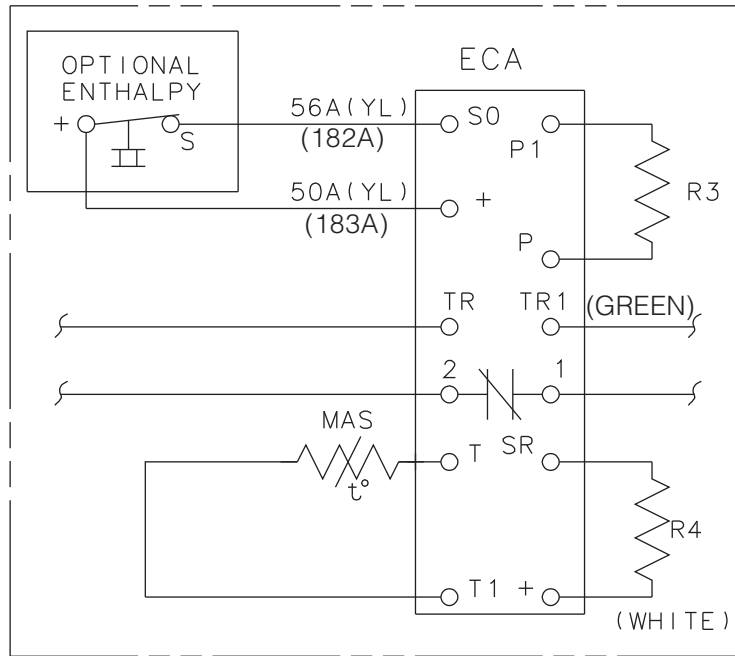 OPTIONAL
ENTHALPY
+
S
56A(YL)
(182A)
50A(YL)
(183A)
ECA
S0
P1
R3
+
P
TR
TR1
(GREEN)
2
1
MAS
t°
T
SR
R4
T1
+
(WHITE)